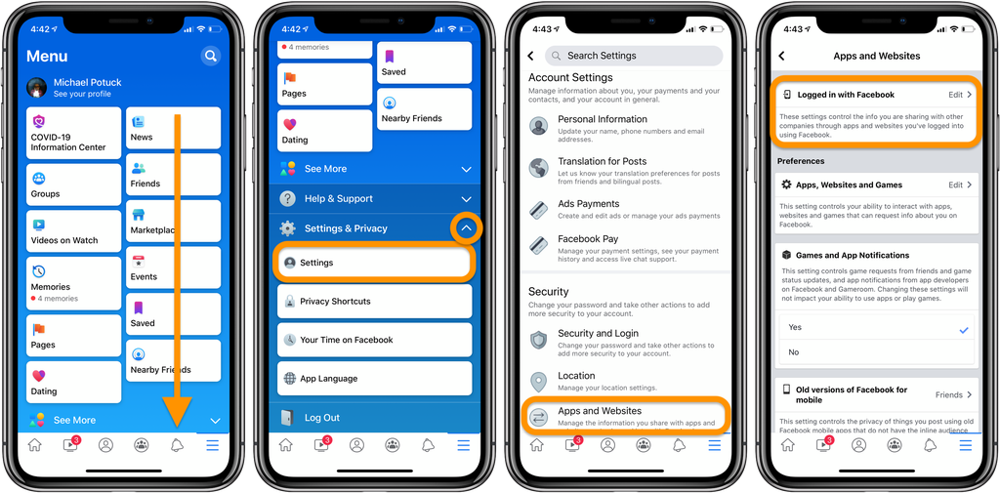 4:42
Menu
Michael Potuck
See your profile
COVID-19
Information Center
News
Groups
Friends
Videos on Watch
Marketplace
Memories
4 memories
Events
Pages
Saved
Dating
Nearby Friends
See More
3
4:42
4 memories
Saved
Pages
Nearby Friends
Dating
See More
? Help & Support
Settings & Privacy
Settings
Privacy Shortcuts
Your Time on Facebook
App Language
Log Out
3
4:43
Search Settings
Account Settings
Manage information about you, your payments and your
contacts, and your account in general.
Personal Information
Update your name, phone numbers and email
addresses.
Translation for Posts
Let us know your translation preferences for posts
from friends and bilingual posts.
Ads Payments
Create and edit ads or manage your ads payments
Facebook Pay
Manage your payment settings, see your payment
history and access live chat support.
Security
Change your password and take other actions to add
more security to your account.
Security and Login
Change your password and take other actions to
add more security to your account.
Location
Manage your location settings.
Apps and Websites
Manage the information you share with apps and
3
4:43
Apps and Websites
Logged in with Facebook Edit
These settings control the info you are sharing with other
companies through apps and websites you've logged into
using Facebook.
Preferences
Apps, Websites and Games Edit
This setting controls your ability to interact with apps,
websites and games that can request info about you on
Facebook.
Games and App Notifications
This setting controls game requests from friends and game
status updates, and app notifications from app developers
on Facebook and Gameroom. Changing these settings will
not impact your ability to use apps or play games.
Yes
No
Old versions of Facebook for
mobile Friends
This setting controls the privacy of things you post using old
Facebook mobile apps that do not have the inline audience
3